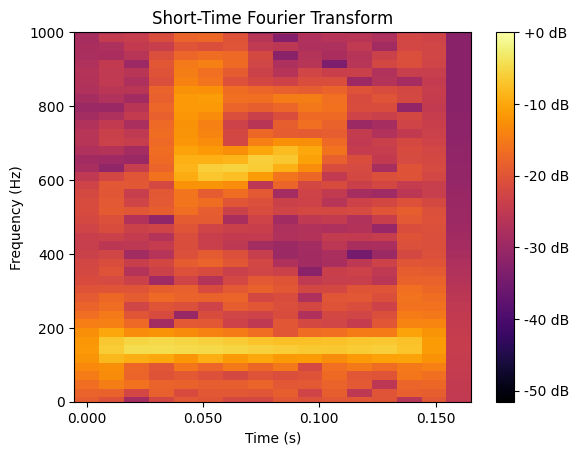 Short-Time Fourier Transform
1000
800
600
400
200
0
Frequency (Hz)
0.000
0.050
0.100
0.150
Time (s)
+0 dB
-10 dB
-20 dB
-30 dB
-40 dB
-50 dB